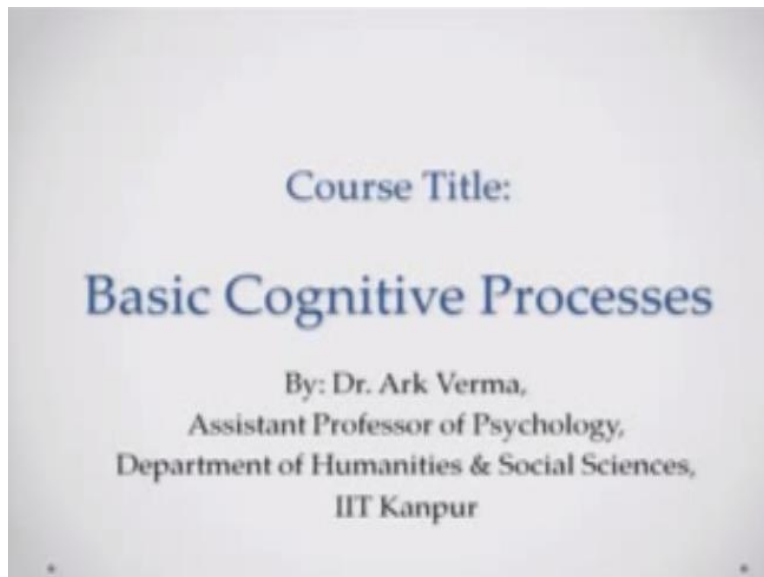 Course Title:
Basic Cognitive Processes
By: Dr. Ark Verma,
Assistant Professor of Psychology,
Department of Humanities & Social Sciences,
IIT Kanpur